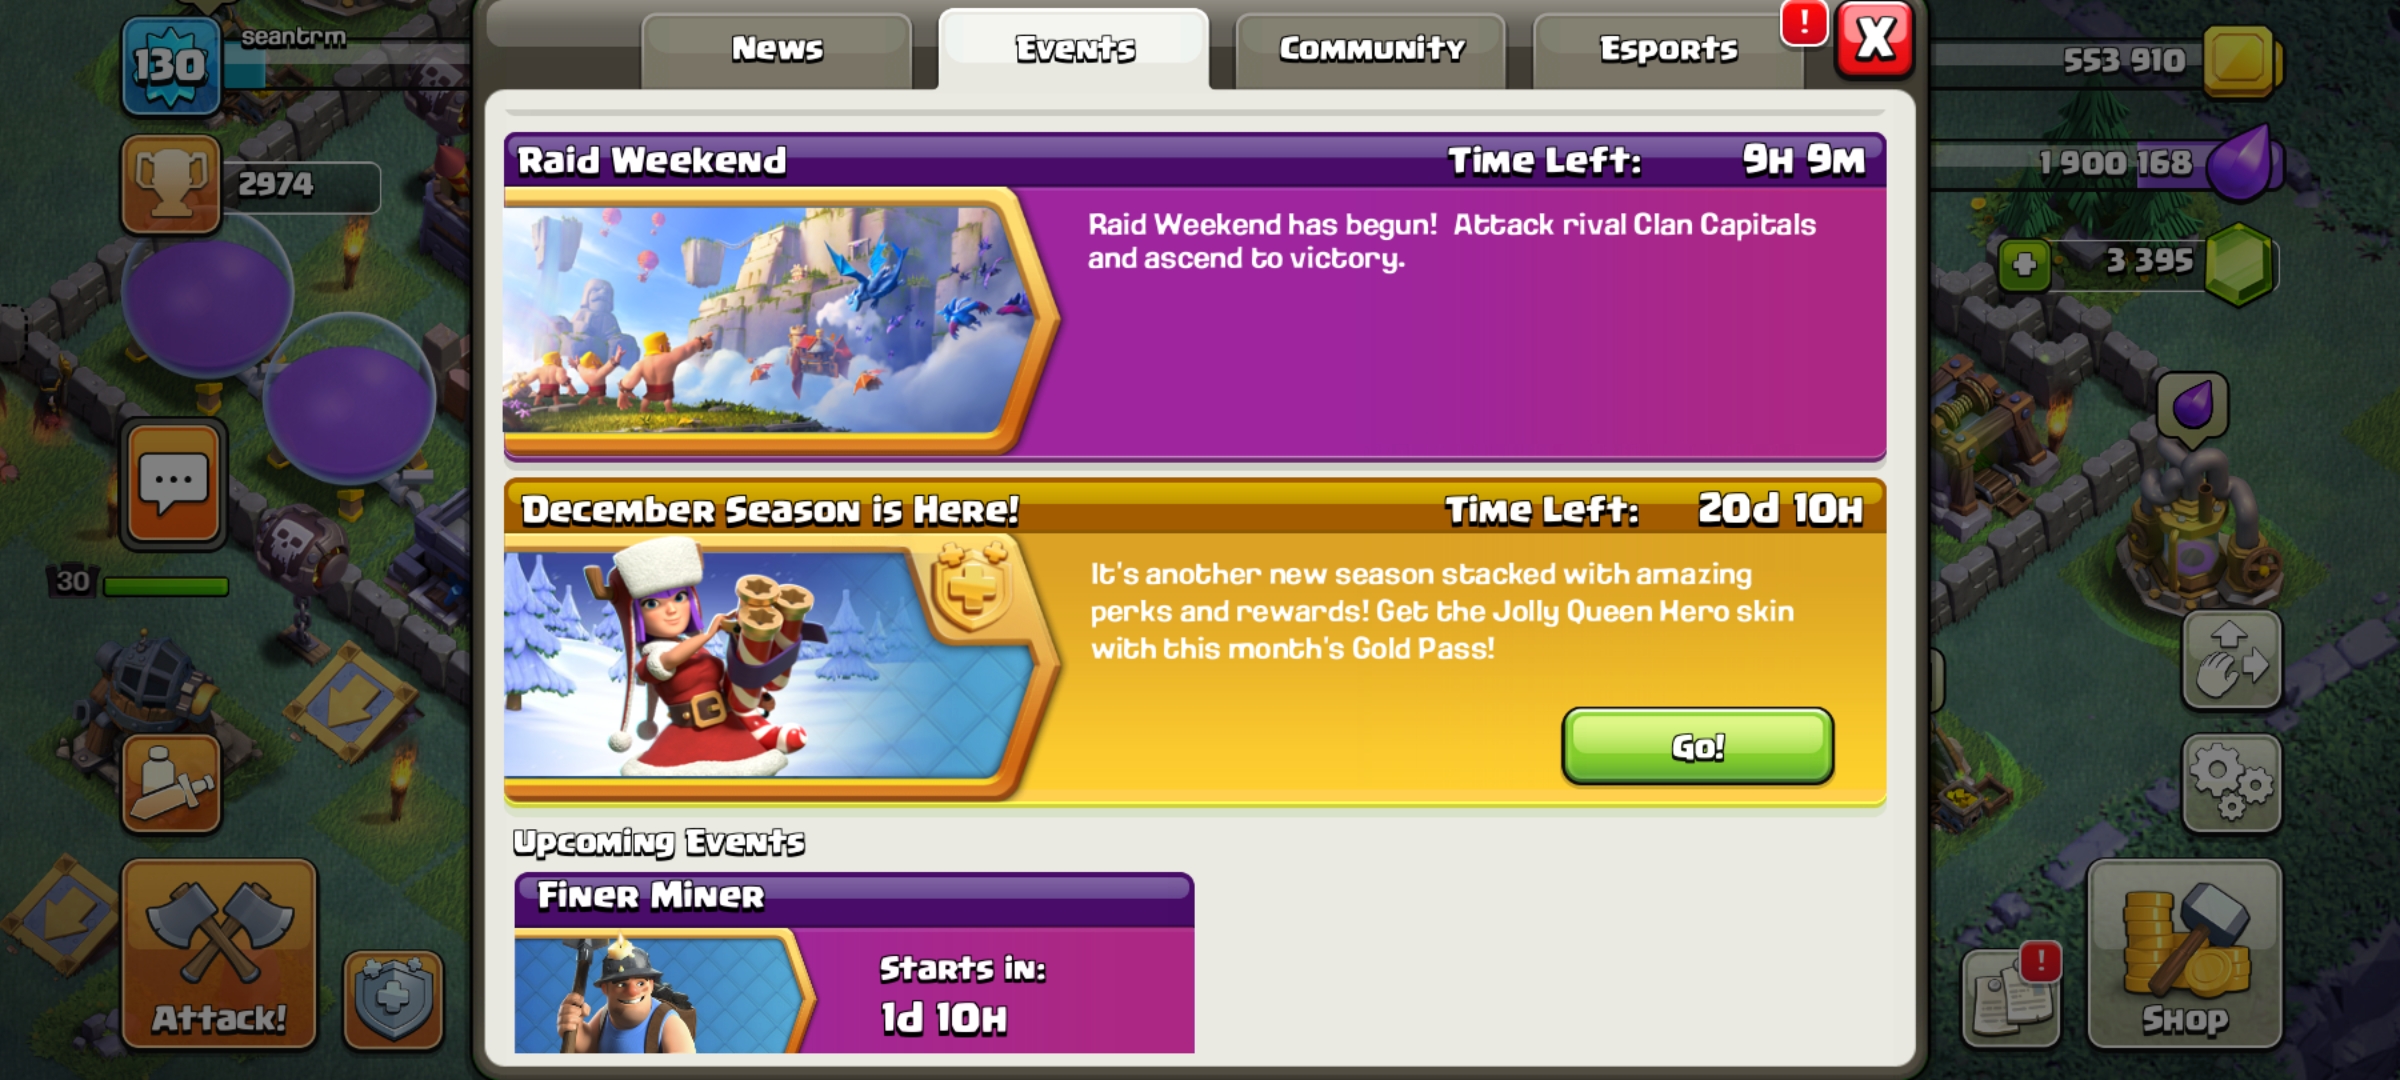 130
seantrm
2974
30
Attack!
News
Events
Community
Esports
!
X
Raid Weekend
Time Left:
9h 9m
Raid Weekend has begun!  Attack rival Clan Capitals
and ascend to victory.
December Season is Here!
Time Left:
20d 10h
It's another new season stacked with amazing
perks and rewards! Get the Jolly Queen Hero skin
with this month's Gold Pass!
Go!
Upcoming Events
Finer Miner
Starts in:
1d 10h
553 910
1 900 168
3 395
!
Shop